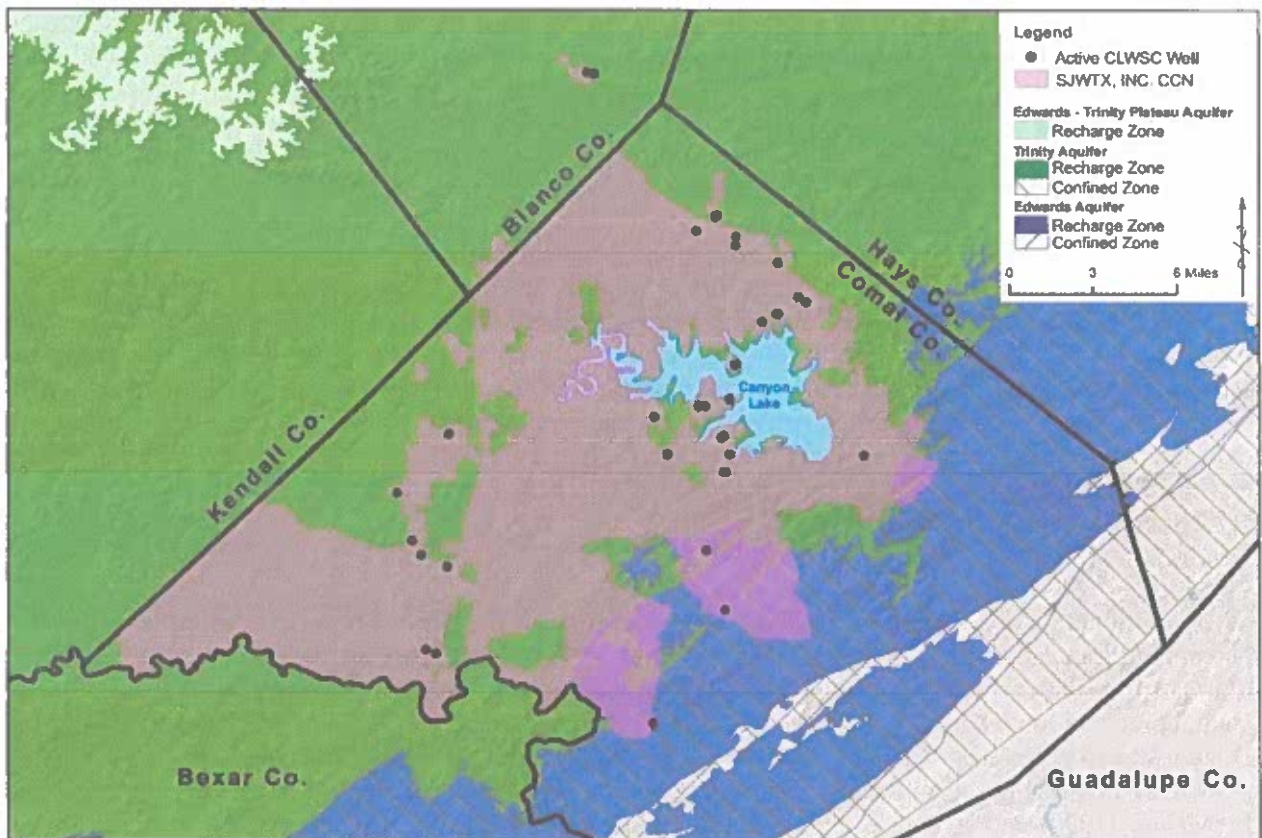 Legend
Active CLWSC Well
SJWTX, INC. CCN
Edwards - Trinity Plateau Aquifer
Recharge Zone
Trinity Aquifer
Recharge Zone
Confined Zone
Edwards Aquifer
Recharge Zone
Confined Zone
0 3 6 Miles
Blanco Co.
Hays Co.
Comal Co.
Kendall Co.
Canyon
Lake
Bexar Co.
Guadalupe Co.